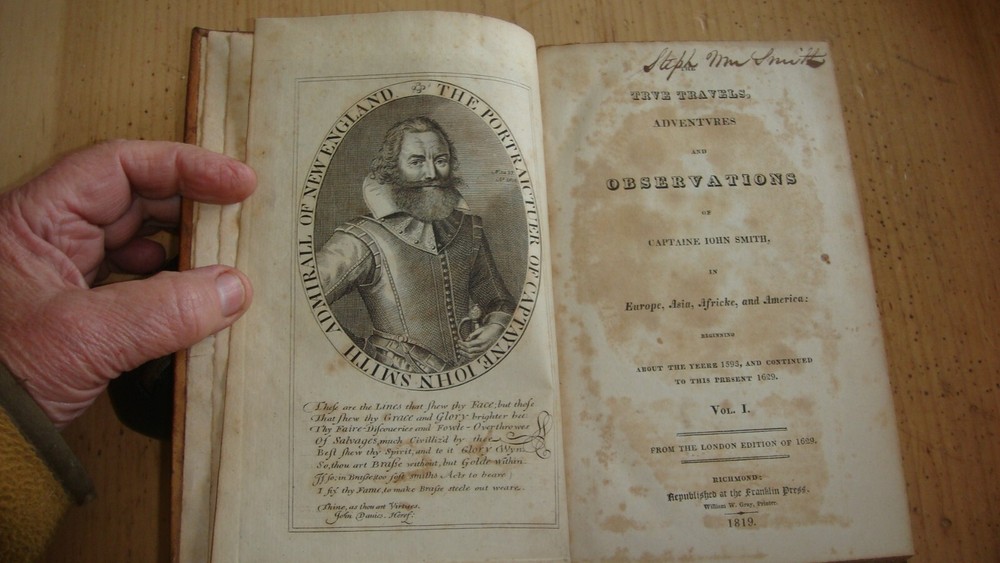 THE PORTRAICTUER OF CAPTAYNE IOHN SMITH ADMIRALL OF NEW ENGLAND
These are the Lines that shew thy Face; but those
That shew thy Grace and Glory, brighter bee:
Thy Faire-Discoueries and Fowle-Overthrowes
Of Salvages, much Civilliz'd by thee
Best shew thy Spirit, and to it Glory Wyn;
So, thou art Brasse without, but Golde within.
If so; in Brasse, too soft smiths Acts to beare
I fix thy Fame, to make Brasse steele out weare.
Thine, as thou art Virtues,
John Davies, Heref:
Steph Wm Smith
TRVE TRAVELS,
ADVENTVRES
AND
OBSERVATIONS
OF
CAPTAINE IOHN SMITH,
IN
Europe, Asia, Africke, and America:
BEGINNING
ABOUT THE YEERE 1593, AND CONTINUED
TO THIS PRESENT 1629.
VOL. I.
FROM THE LONDON EDITION OF 1629.
RICHMOND:
Republished at the Franklin Press.
William W. Gray, Printer.
1819.